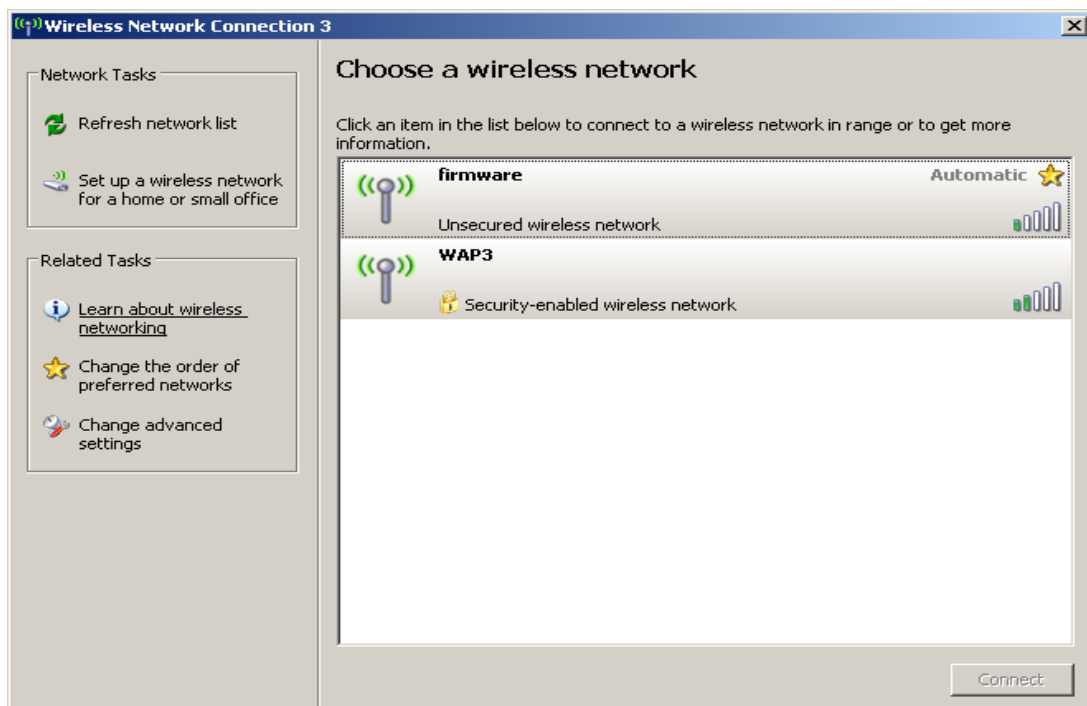 Wireless Network Connection 3
Network Tasks
Refresh network list
Set up a wireless network
for a home or small office
Related Tasks
Learn about wireless
networking
Change the order of
preferred networks
Change advanced
settings
Choose a wireless network
Click an item in the list below to connect to a wireless network in range or to get more
information.
firmware
Automatic
Unsecured wireless network
WAP3
Security-enabled wireless network
Connect